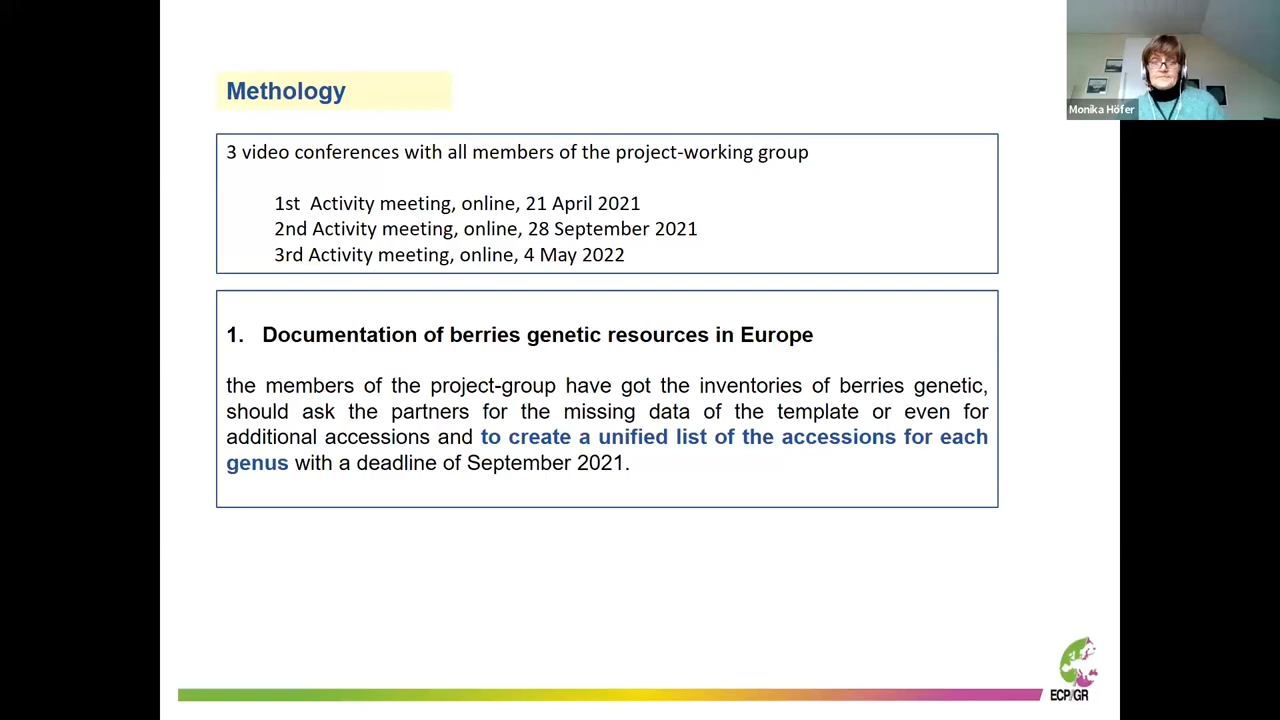 Methology
Monika Höfer
3 video conferences with all members of the project-working group
1st Activity meeting, online, 21 April 2021
2nd Activity meeting, online, 28 September 2021
3rd Activity meeting, online, 4 May 2022
1. Documentation of berries genetic resources in Europe
the members of the project-group have got the inventories of berries genetic,
should ask the partners for the missing data of the template or even for
additional accessions and to create a unified list of the accessions for each
genus with a deadline of September 2021.
ECP/GR